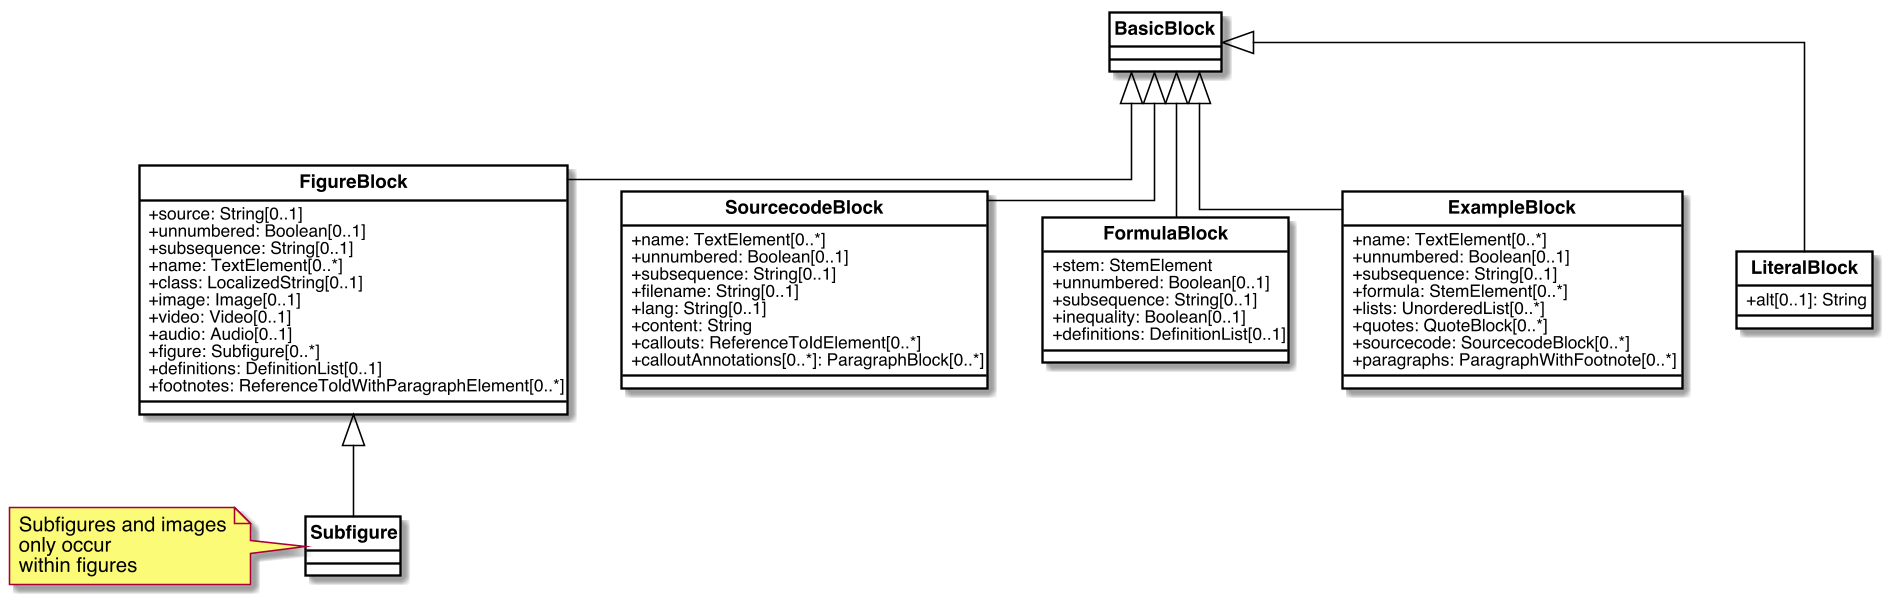 BasicBlock
FigureBlock
+source: String[0..1]
+unnumbered: Boolean[0..1]
+subsequence: String[0..1]
+name: TextElement[0..*]
+class: LocalizedString[0..1]
+image: Image[0..1]
+video: Video[0..1]
+audio: Audio[0..1]
+figure: Subfigure[0..*]
+definitions: DefinitionList[0..1]
+footnotes: ReferenceToIdWithParagraphElement[0..*]
SourcecodeBlock
+name: TextElement[0..*]
+unnumbered: Boolean[0..1]
+subsequence: String[0..1]
+filename: String[0..1]
+lang: String[0..1]
+content: String
+callouts: ReferenceToIdElement[0..*]
+calloutAnnotations[0..*]: ParagraphBlock[0..*]
FormulaBlock
+stem: StemElement
+unnumbered: Boolean[0..1]
+subsequence: String[0..1]
+inequality: Boolean[0..1]
+definitions: DefinitionList[0..1]
ExampleBlock
+name: TextElement[0..*]
+unnumbered: Boolean[0..1]
+subsequence: String[0..1]
+formula: StemElement[0..*]
+lists: UnorderedList[0..*]
+quotes: QuoteBlock[0..*]
+sourcecode: SourcecodeBlock[0..*]
+paragraphs: ParagraphWithFootnote[0..*]
LiteralBlock
+alt[0..1]: String
Subfigures and images
only occur
within figures
Subfigure